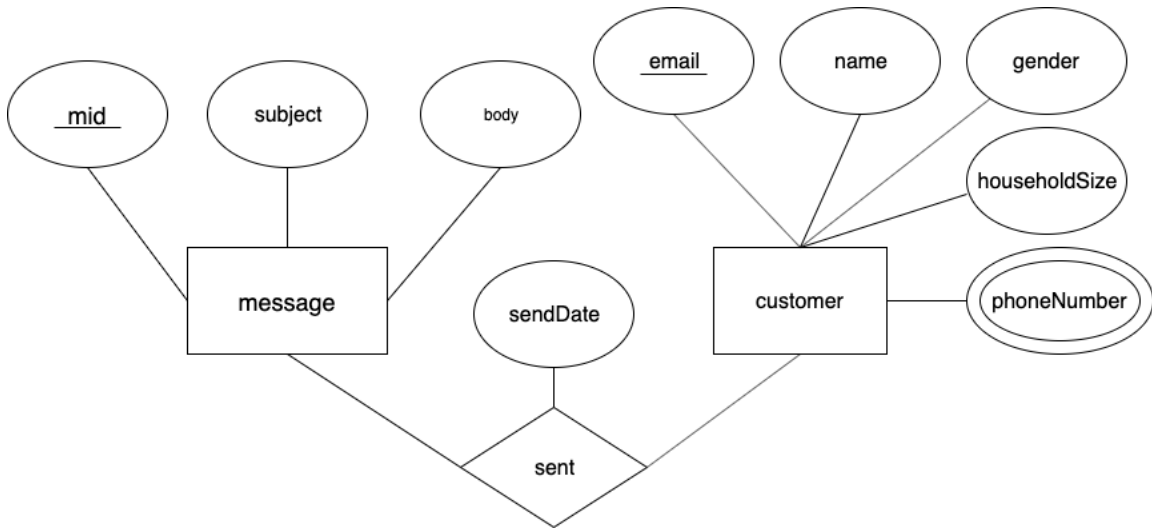 mid
subject
body
email
name
gender
householdSize
message
sendDate
customer
phoneNumber
sent